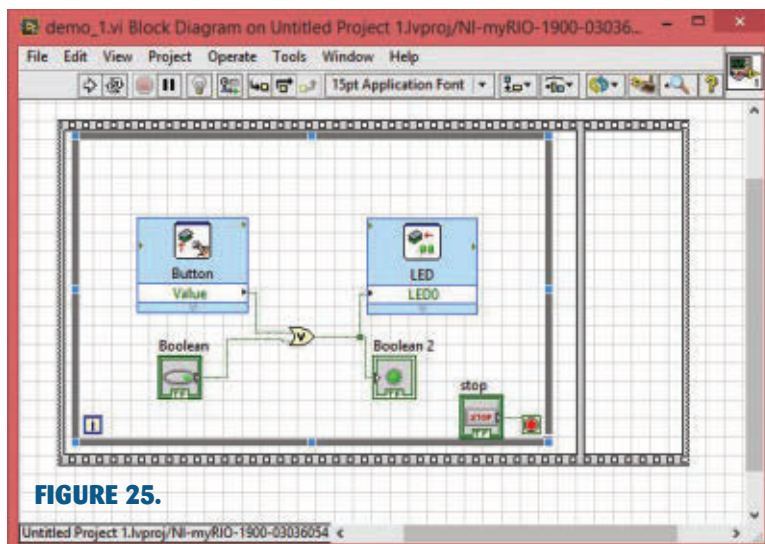 demo_1.vi Block Diagram on Untitled Project 1.lvproj/NI-myRIO-1900-03036...
File Edit View Project Operate Tools Window Help
15pt Application Font
Button
Value
LED
LED0
Boolean
Boolean 2
stop
STOP
i
FIGURE 25.
Untitled Project 1.lvproj/NI-myRIO-1900-03036054